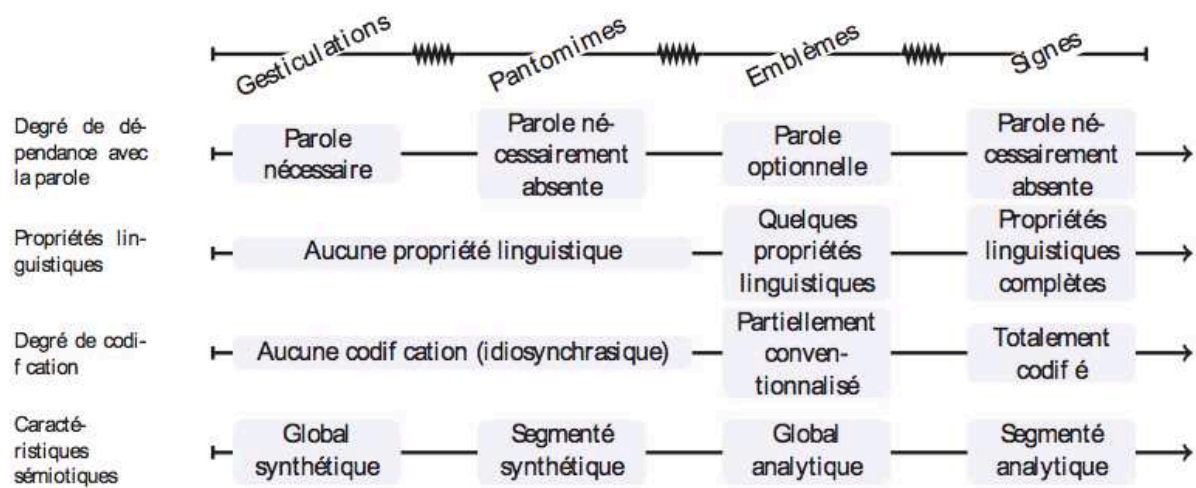 Gesticulations
Pantomimes
Emblèmes
Signes
Degré de dé-
pendance avec
la parole
Parole
nécessaire
Parole né-
cessairement
absente
Parole
optionnelle
Parole né-
cessairement
absente
Propriétés lin-
guistiques
Aucune propriété linguistique
Quelques
propriétés
linguistiques
Propriétés
linguistiques
complètes
Degré de codi-
f cation
Aucune codif cation (idiosynchrasique)
Partiellement
conven-
tionnalisé
Totalement
codif é
Caracté-
ristiques
sémiotiques
Global
synthétique
Segmenté
synthétique
Global
analytique
Segmenté
analytique